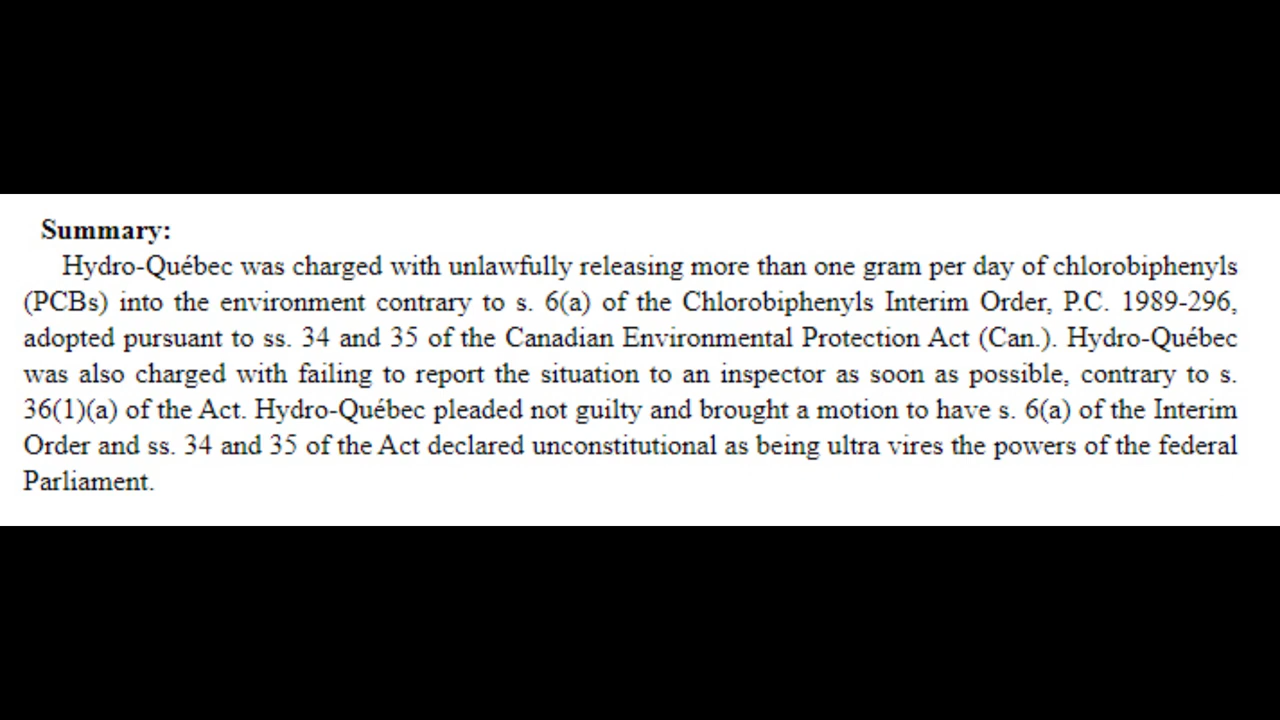 Summary:
Hydro-Québec was charged with unlawfully releasing more than one gram per day of chlorobiphenyls
(PCBs) into the environment contrary to s. 6(a) of the Chlorobiphenyls Interim Order, P.C. 1989-296,
adopted pursuant to ss. 34 and 35 of the Canadian Environmental Protection Act (Can.). Hydro-Québec
was also charged with failing to report the situation to an inspector as soon as possible, contrary to s.
36(1)(a) of the Act. Hydro-Québec pleaded not guilty and brought a motion to have s. 6(a) of the Interim
Order and ss. 34 and 35 of the Act declared unconstitutional as being ultra vires the powers of the federal
Parliament.